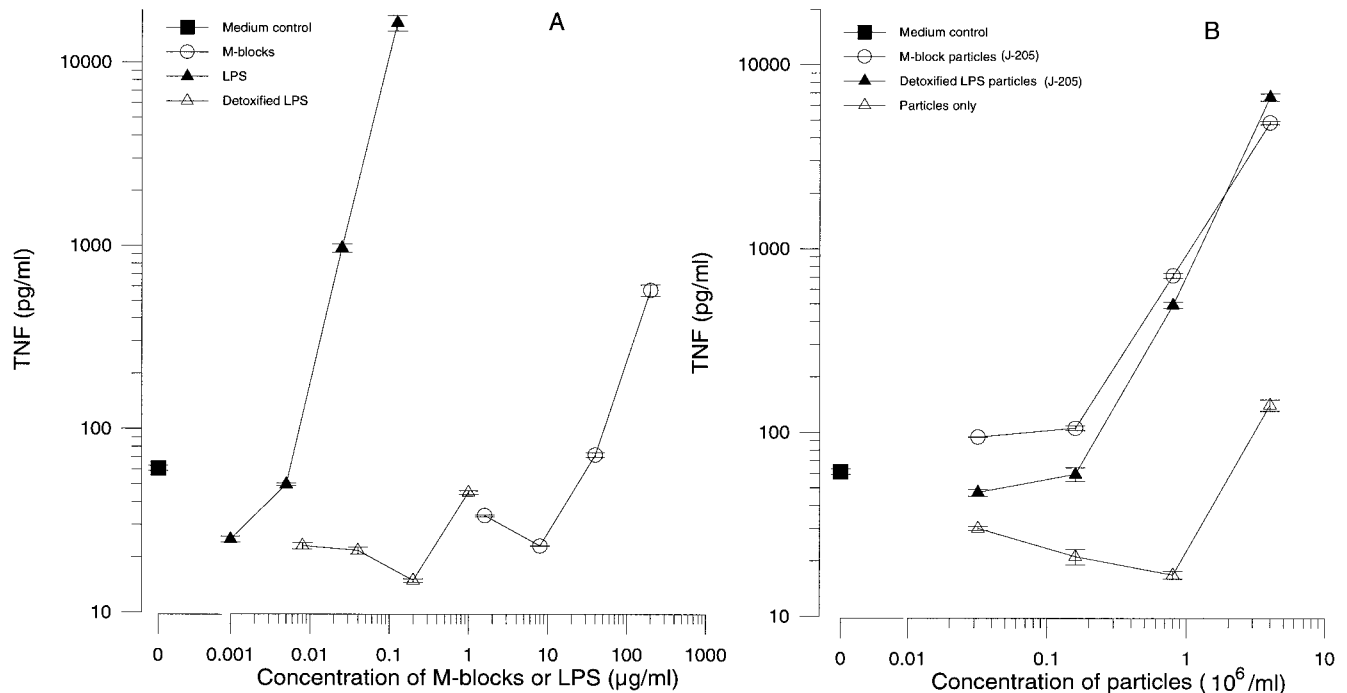 A
Medium control
M-blocks
LPS
Detoxified LPS
TNF (pg/ml)
10000
1000
100
10
0 0.001 0.01 0.1 1 10 100 1000
Concentration of M-blocks or LPS (µg/ml)
B
Medium control
M-block particles (J-205)
Detoxified LPS particles (J-205)
Particles only
TNF (pg/ml)
10000
1000
100
10
0 0.01 0.1 1 10
Concentration of particles (10⁶/ml)